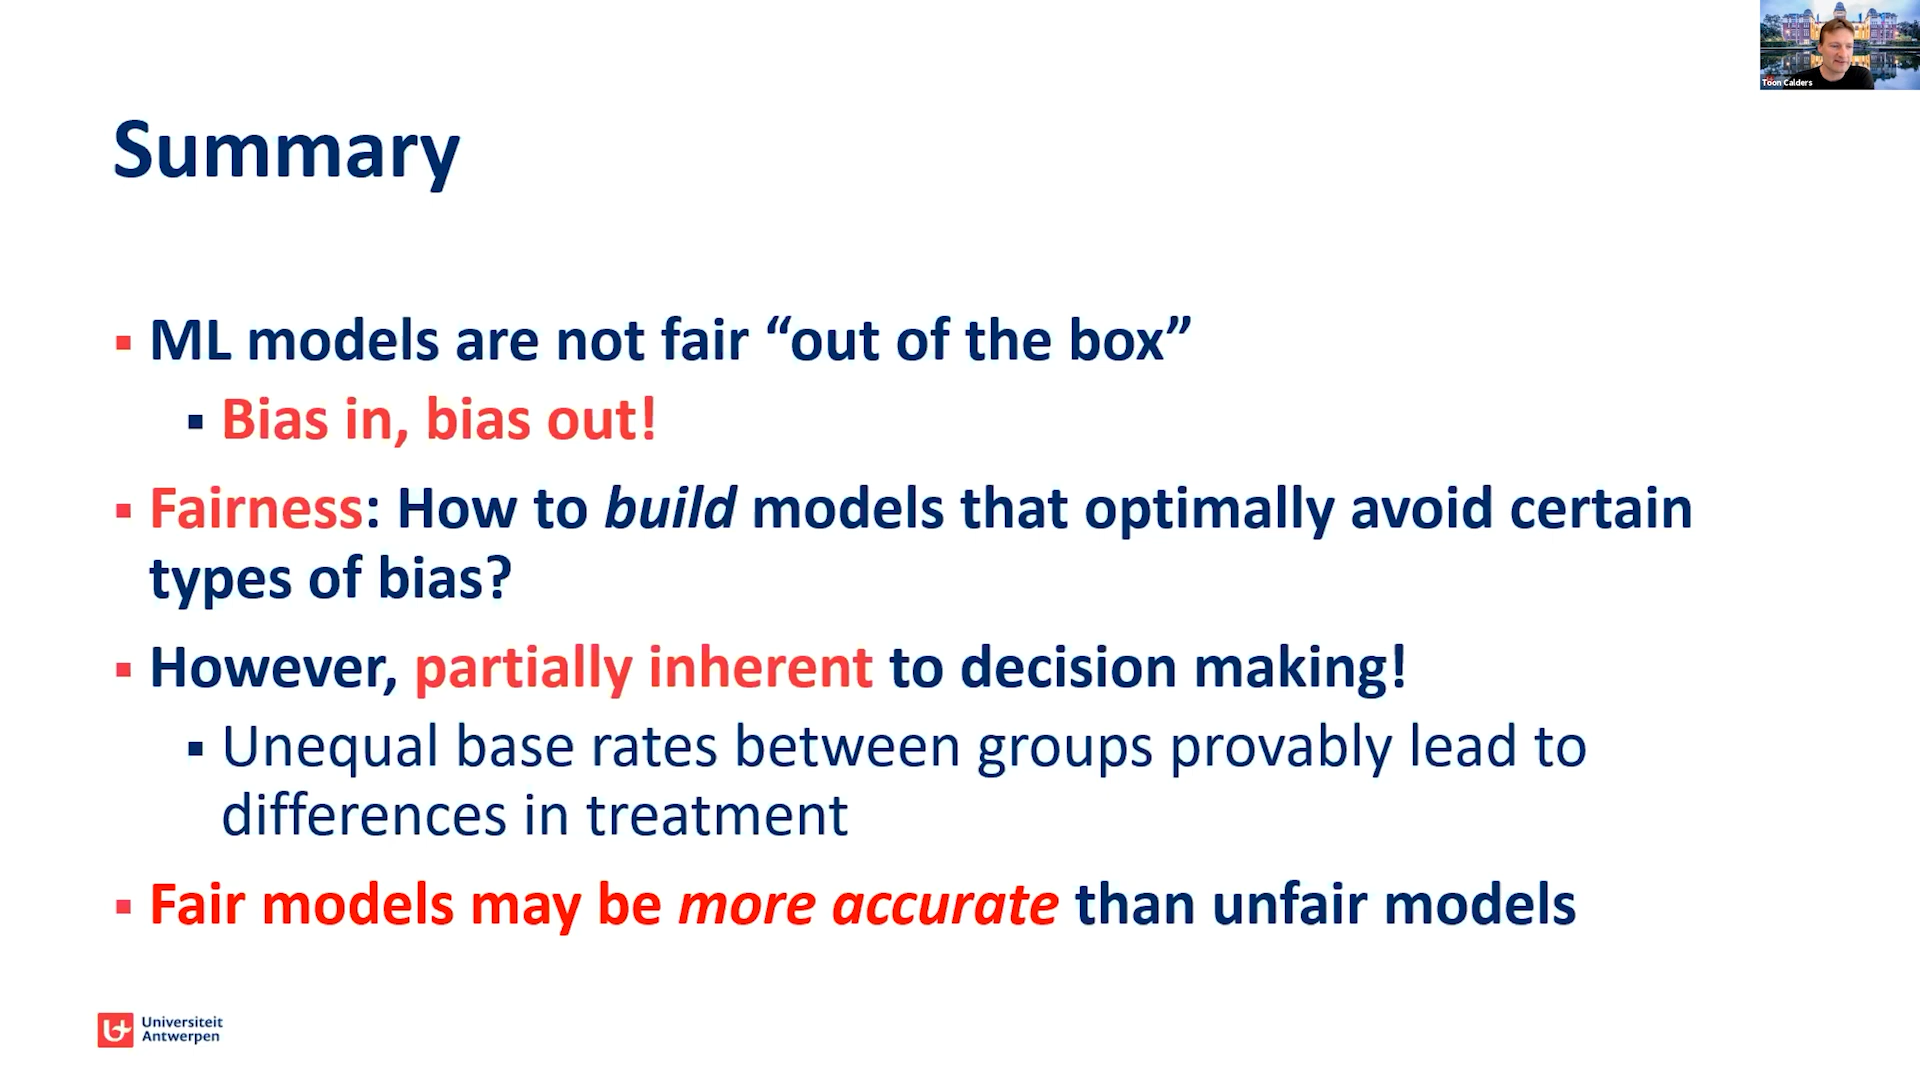 Toon Calders
Summary
ML models are not fair “out of the box”
Bias in, bias out!
Fairness: How to build models that optimally avoid certain
types of bias?
However, partially inherent to decision making!
Unequal base rates between groups provably lead to
differences in treatment
Fair models may be more accurate than unfair models
Universiteit
Antwerpen